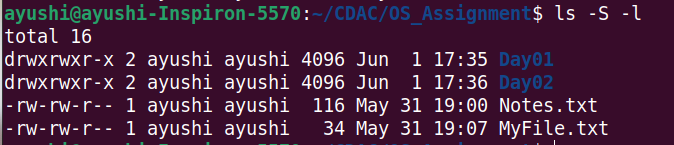 ayushi@ayushi-Inspiron-5570:~/CDAC/OS_Assignment$ ls -S -l
total 16
drwxrwxr-x 2 ayushi ayushi 4096 Jun  1 17:35 Day01
drwxrwxr-x 2 ayushi ayushi 4096 Jun  1 17:36 Day02
-rw-rw-r-- 1 ayushi ayushi  116 May 31 19:00 Notes.txt
-rw-rw-r-- 1 ayushi ayushi   34 May 31 19:07 MyFile.txt